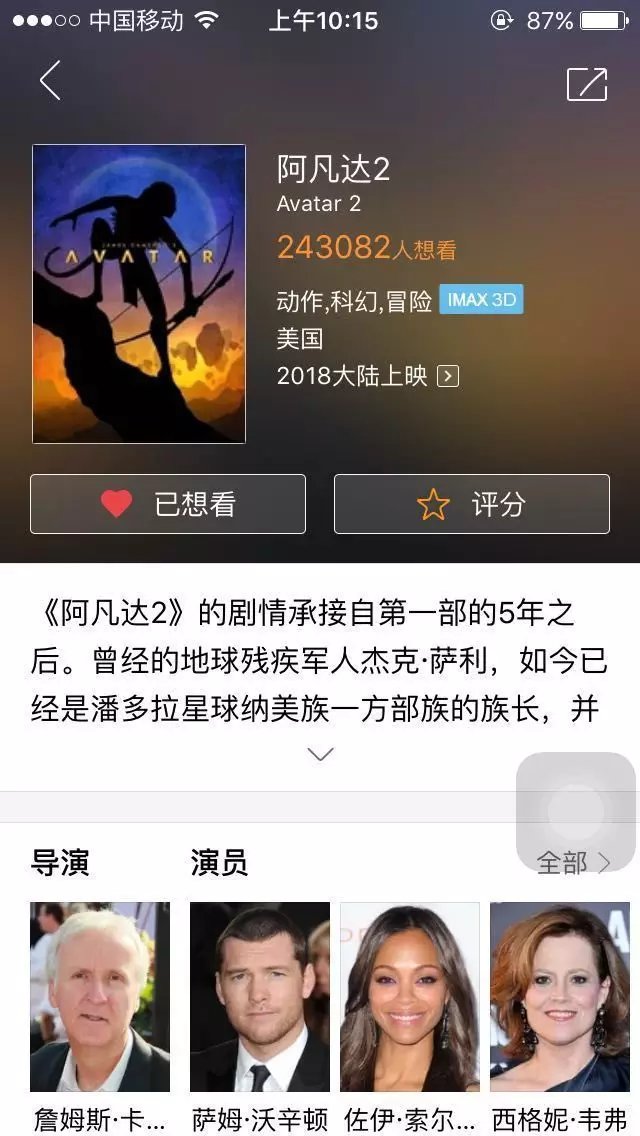 中国移动 上午10:15 87%
阿凡达2
Avatar 2
243082人想看
JAMES CAMERON'S
AVATAR
动作,科幻,冒险 IMAX 3D
美国
2018大陆上映
已想看 评分
《阿凡达2》的剧情承接自第一部的5年之
后。曾经的地球残疾军人杰克·萨利，如今已
经是潘多拉星球纳美族一方部族的族长，并
导演 演员 全部
詹姆斯·卡... 萨姆·沃辛顿 佐伊·索尔... 西格妮·韦弗